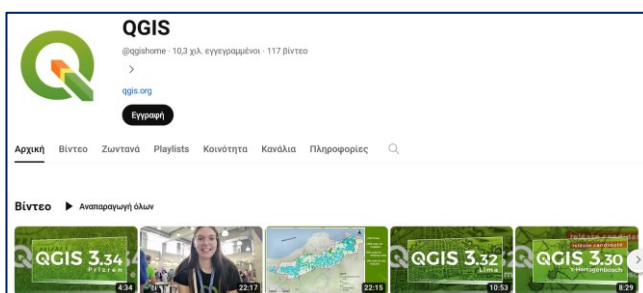 QGIS
@qgishome · 10,3 χιλ. εγγεγραμμένοι · 117 βίντεο
qgis.org
Εγγραφή
Αρχική Βίντεο Ζωντανά Playlists Κοινότητα Κανάλια Πληροφορίες
Βίντεο Αναπαραγωγή όλων
QGIS 3.34 QGIS 3.32 release candidate QGIS 3.30
Prizren Lima 's-Hertogenbosch
4:34 22:17 22:15 10:53 8:29